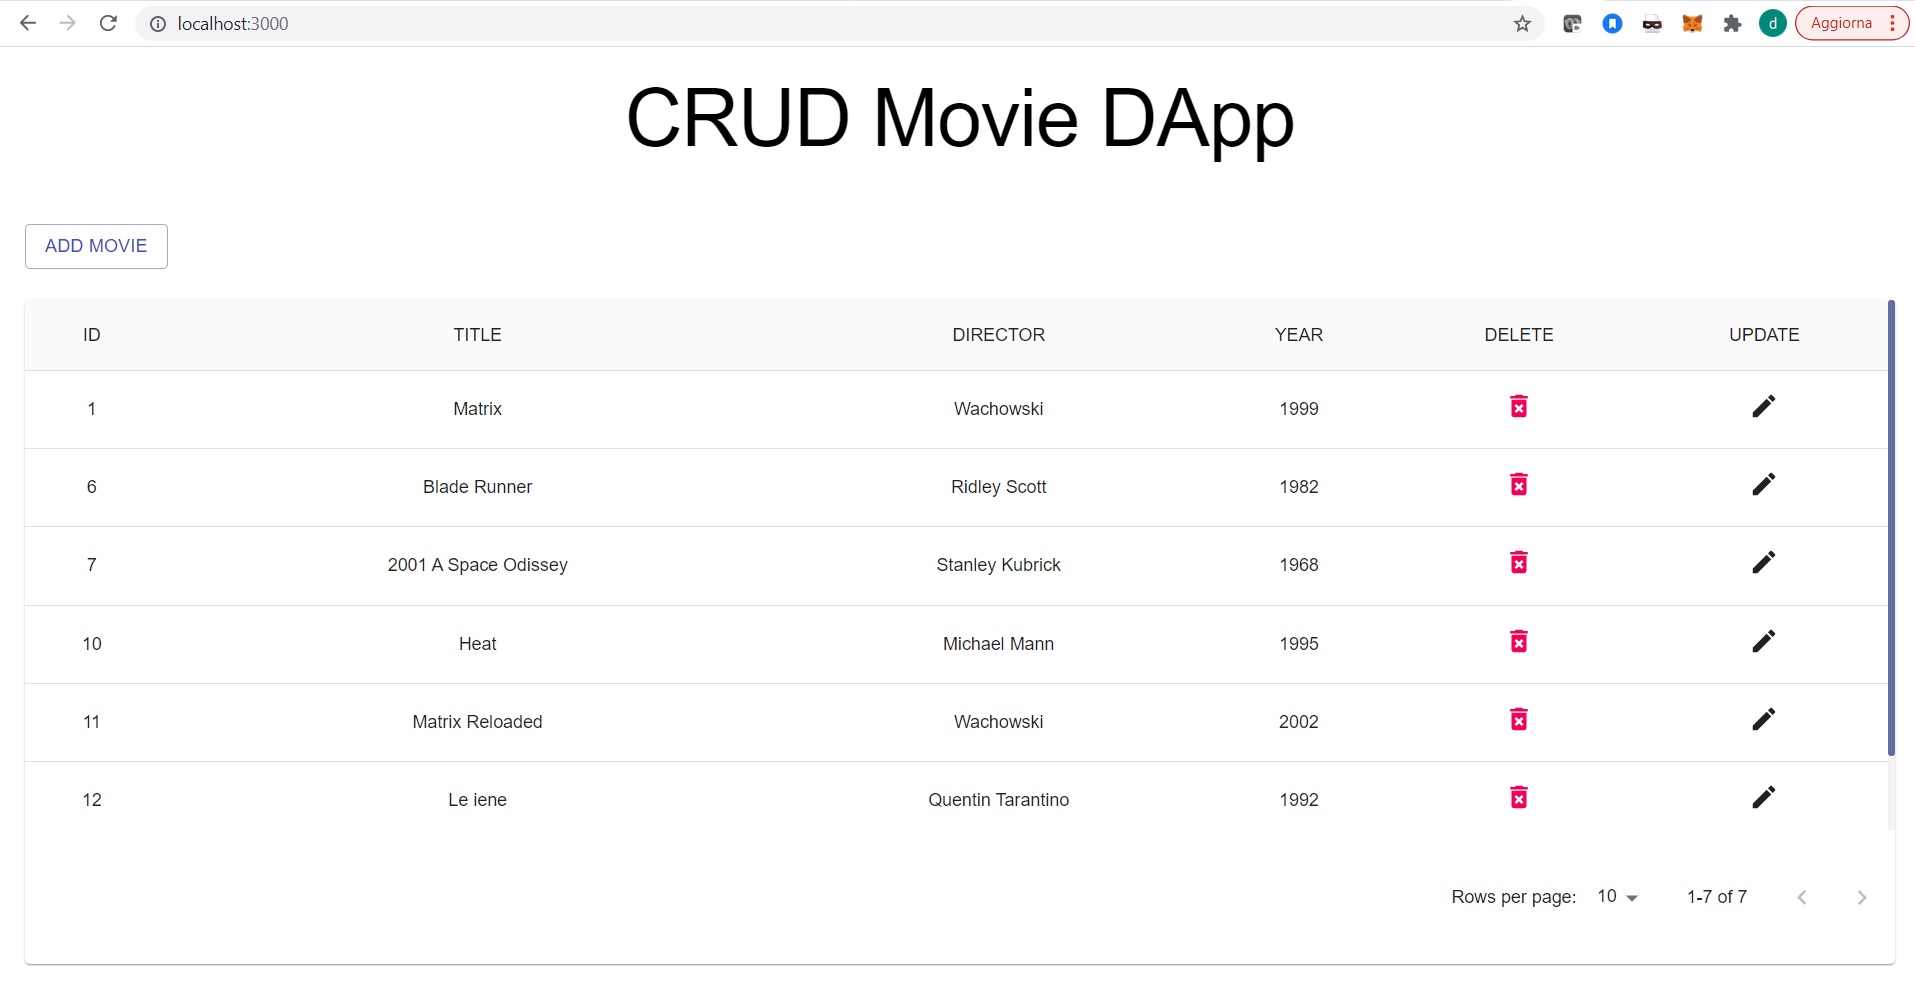 localhost:3000
d
Aggiorna
CRUD Movie DApp
ADD MOVIE
ID TITLE DIRECTOR YEAR DELETE UPDATE
1 Matrix Wachowski 1999
6 Blade Runner Ridley Scott 1982
7 2001 A Space Odissey Stanley Kubrick 1968
10 Heat Michael Mann 1995
11 Matrix Reloaded Wachowski 2002
12 Le iene Quentin Tarantino 1992
Rows per page: 10 1-7 of 7